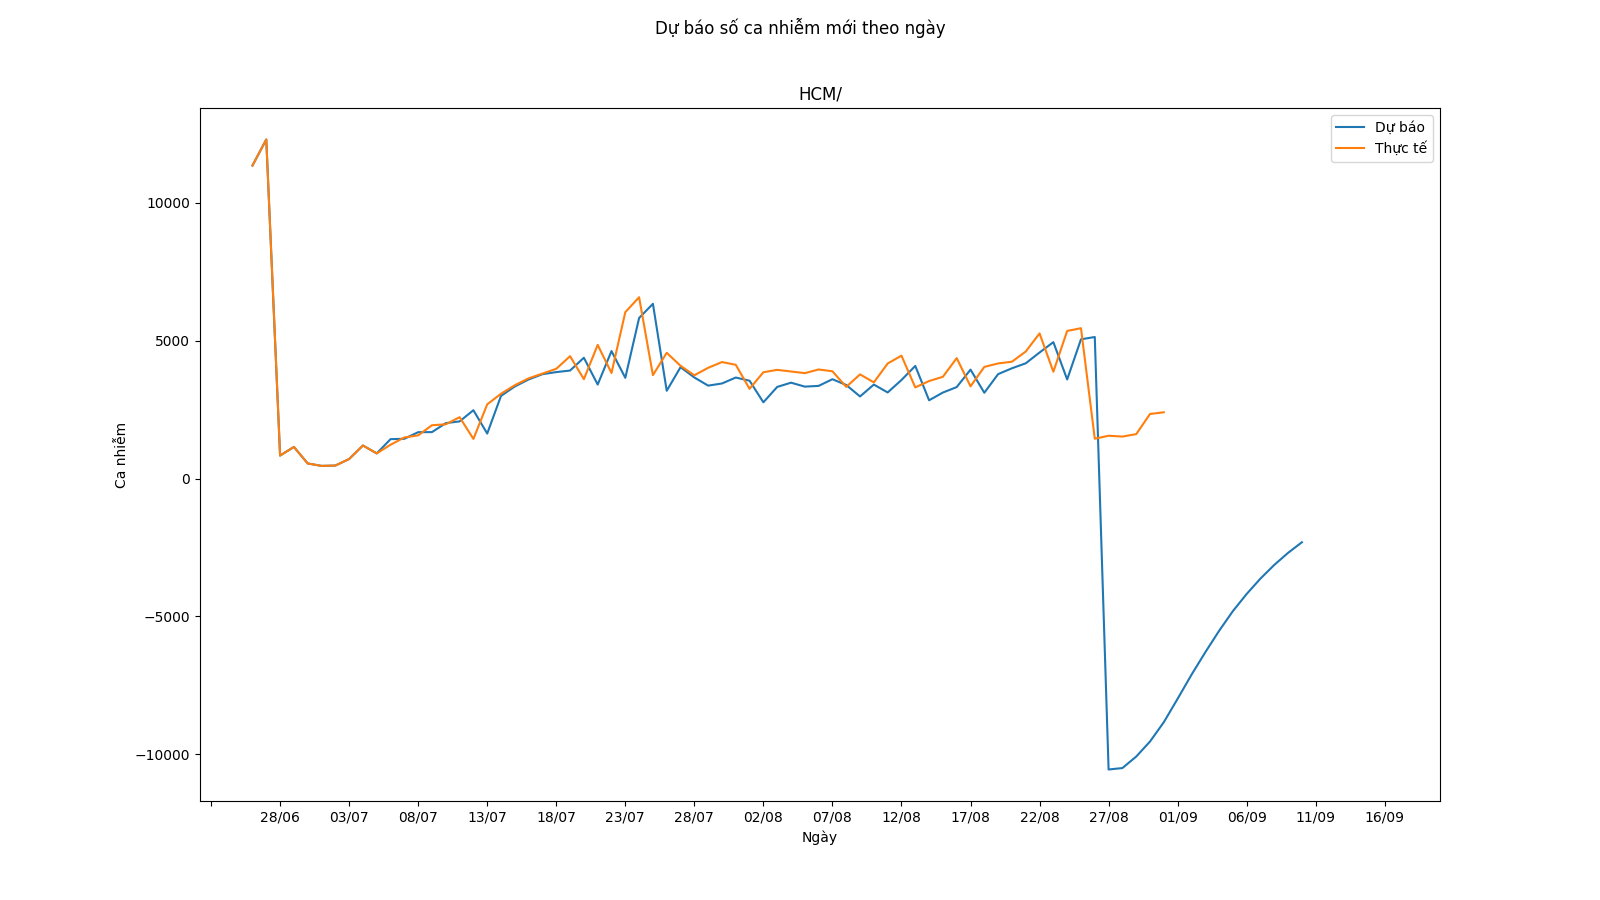 Dự báo số ca nhiễm mới theo ngày
HCM/
Dự báo
Thực tế
10000
5000
0
−5000
−10000
Ca nhiễm
28/06 03/07 08/07 13/07 18/07 23/07 28/07 02/08 07/08 12/08 17/08 22/08 27/08 01/09 06/09 11/09 16/09
Ngày